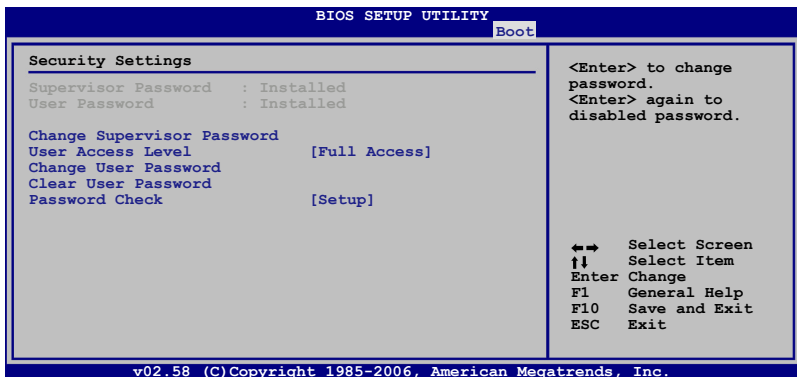 BIOS SETUP UTILITY
Boot
Security Settings
Supervisor Password : Installed
User Password : Installed
Change Supervisor Password
User Access Level [Full Access]
Change User Password
Clear User Password
Password Check [Setup]
<Enter> to change
password.
<Enter> again to
disabled password.
←→ Select Screen
↑↓ Select Item
Enter Change
F1 General Help
F10 Save and Exit
ESC Exit
v02.58 (C)Copyright 1985-2006, American Megatrends, Inc.